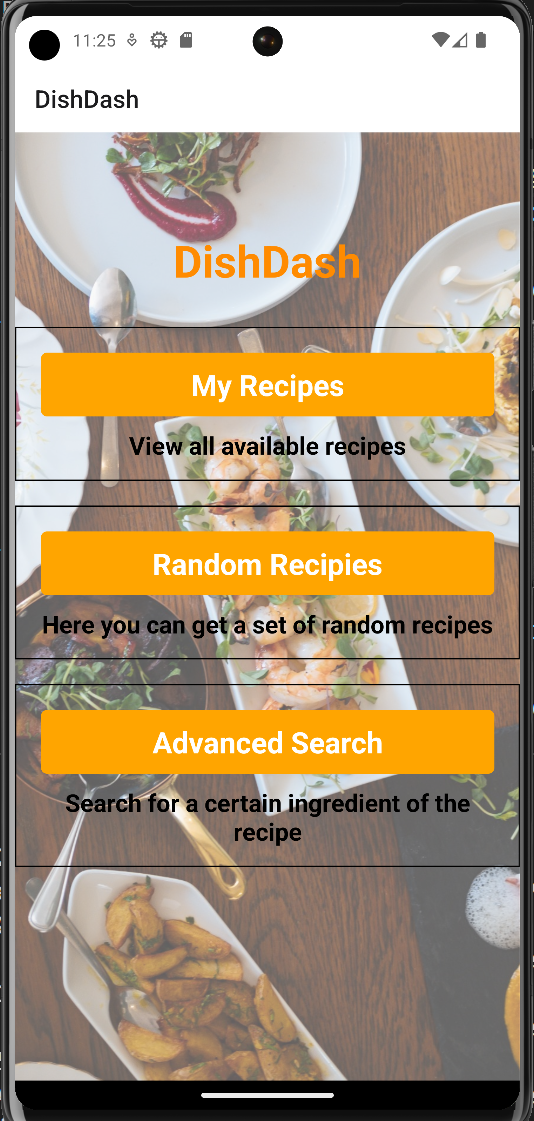 11:25
DishDash
DishDash
My Recipes
View all available recipes
Random Recipies
Here you can get a set of random recipes
Advanced Search
Search for a certain ingredient of the
recipe